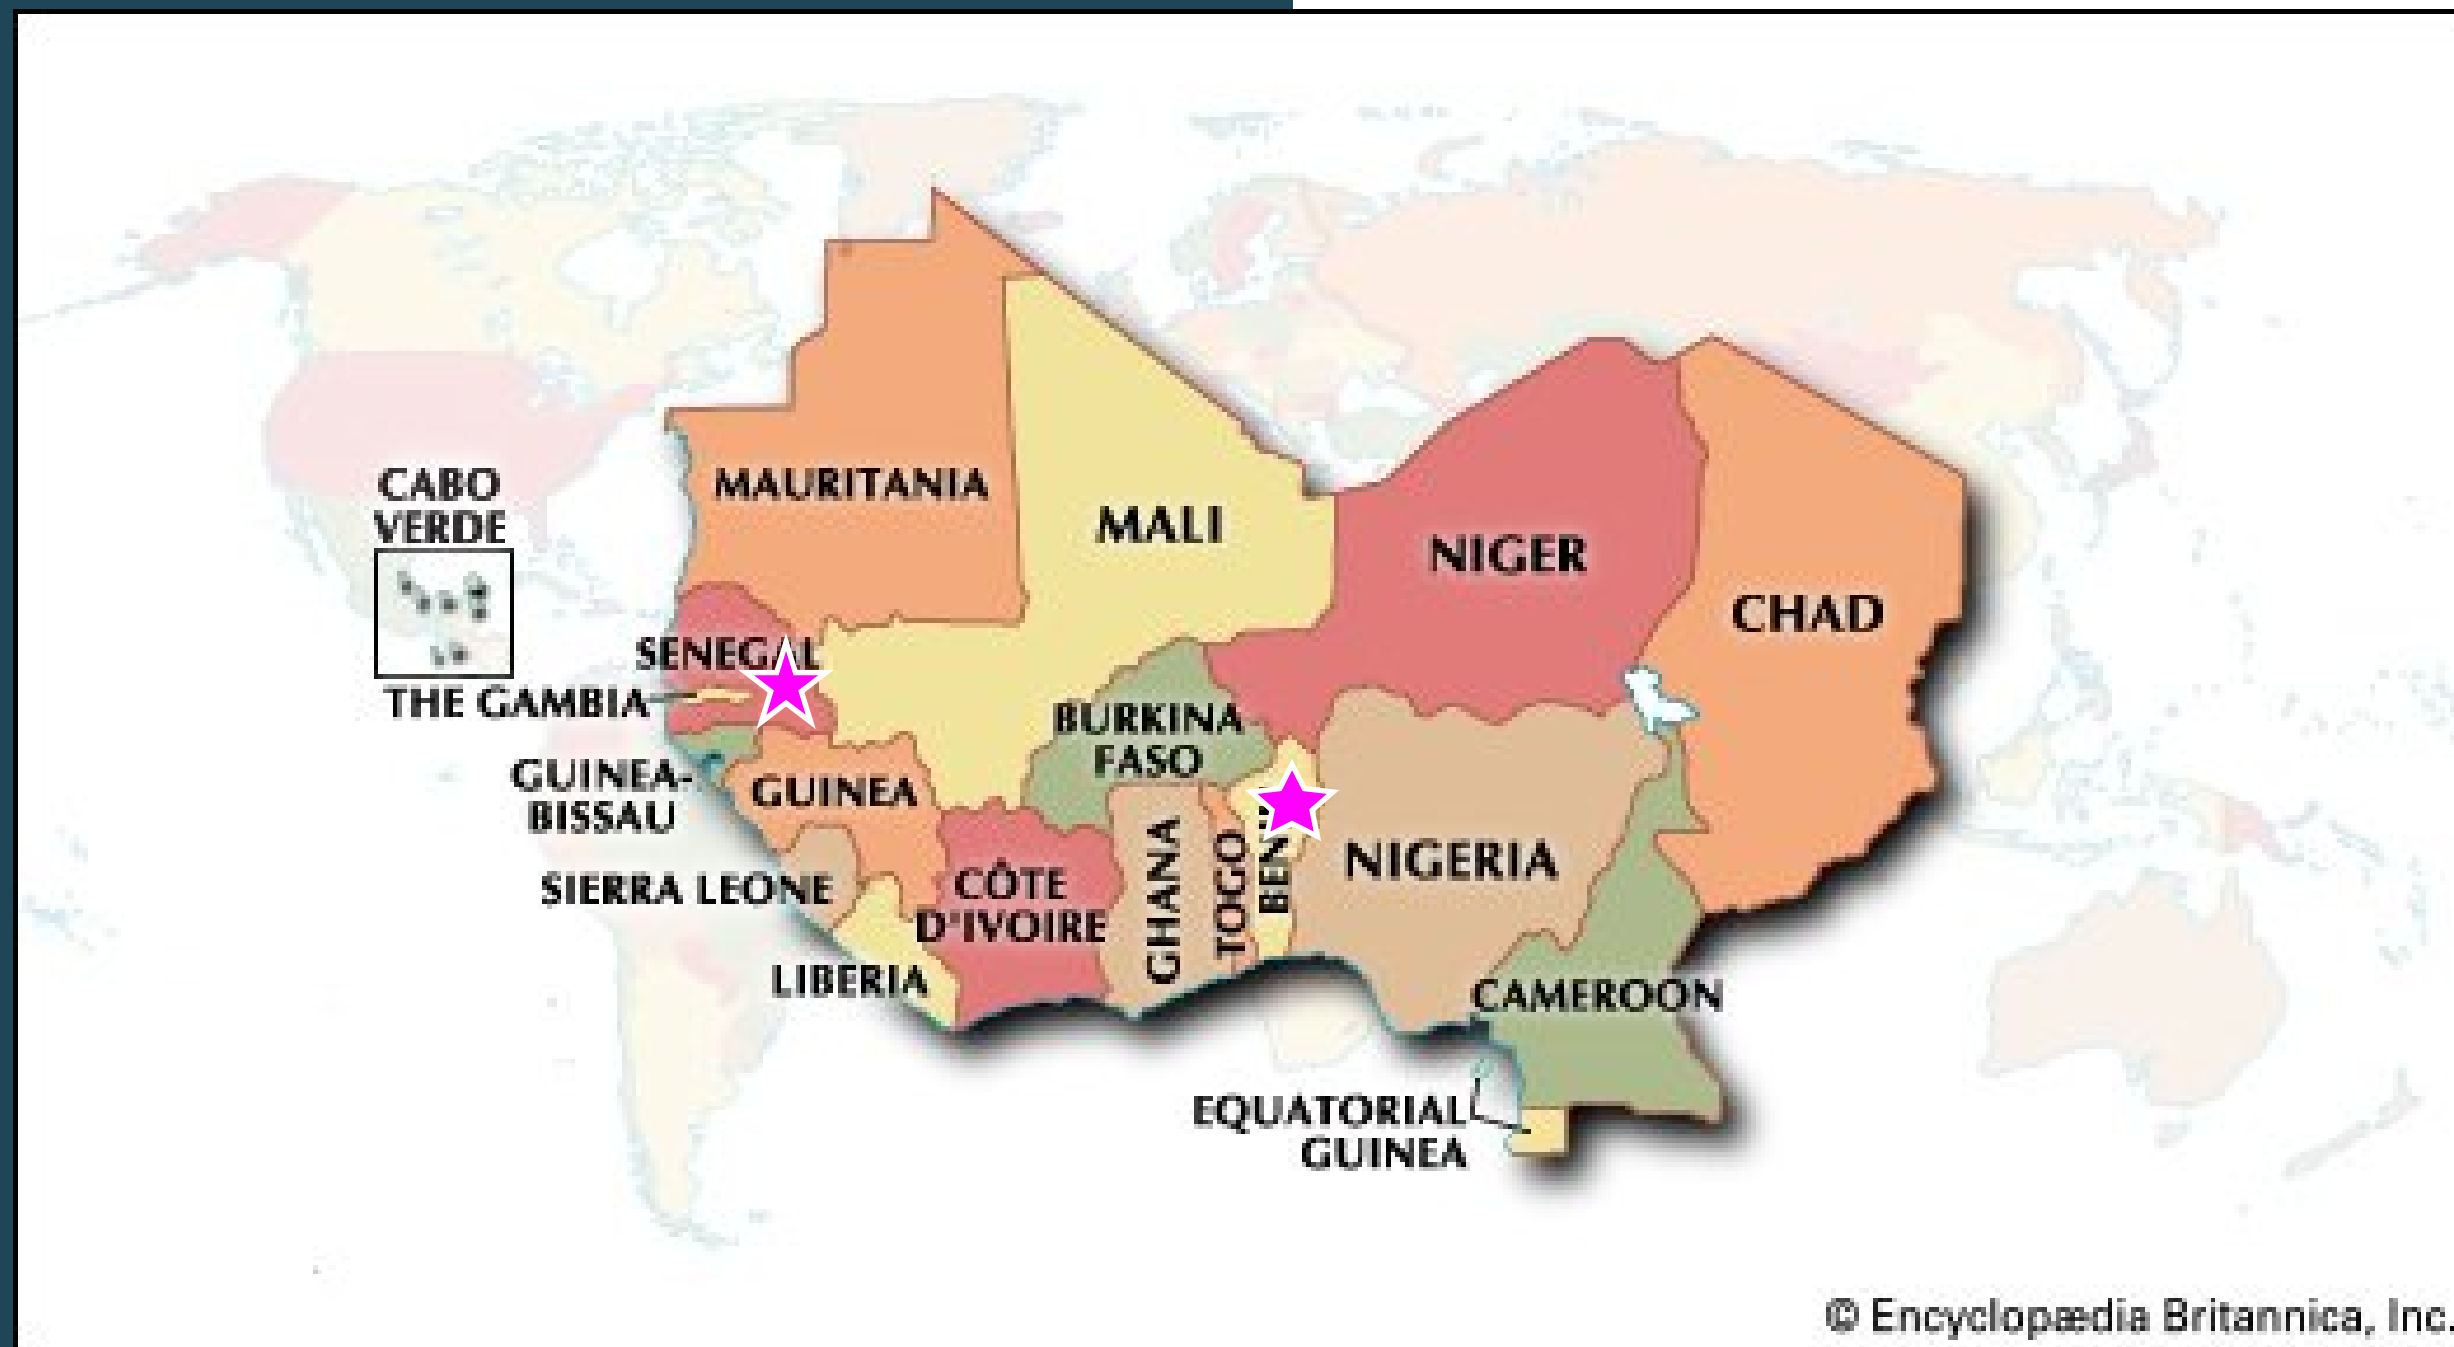 CABO
VERDE
MAURITANIA
MALI
NIGER
CHAD
SENEGAL
THE GAMBIA
BURKINA
FASO
GUINEA-
BISSAU
GUINEA
SIERRA LEONE
CÔTE
D'IVOIRE
GHANA
TOGO
NIGERIA
LIBERIA
CAMEROON
EQUATORIAL
GUINEA
© Encyclopædia Britannica, Inc.